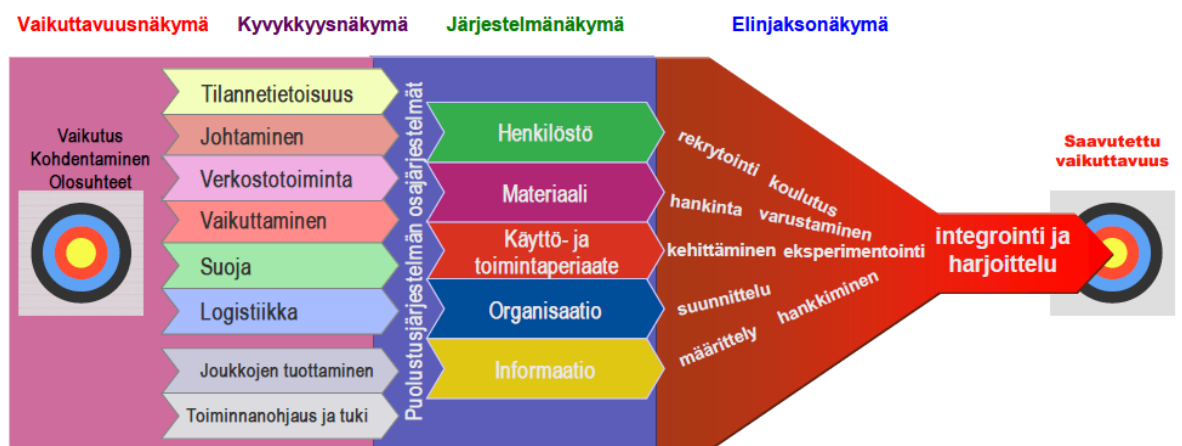 Vaikuttavuusnäkymä
Kyvykkyysnäkymä
Järjestelmänäkymä
Elinjaksonäkymä
Vaikutus
Kohdentaminen
Olosuhteet
Tilannetietoisuus
Johtaminen
Verkostotoiminta
Vaikuttaminen
Suoja
Logistiikka
Joukkojen tuottaminen
Toiminnanohjaus ja tuki
Puolustusjärjestelmän osajärjestelmät
Henkilöstö
Materiaali
Käyttö- ja
toimintaperiaate
Organisaatio
Informaatio
rekrytointi koulutus
hankinta varustaminen
kehittäminen eksperimentointi
suunnittelu hankkiminen
määrittely
integrointi ja
harjoittelu
Saavutettu
vaikuttavuus